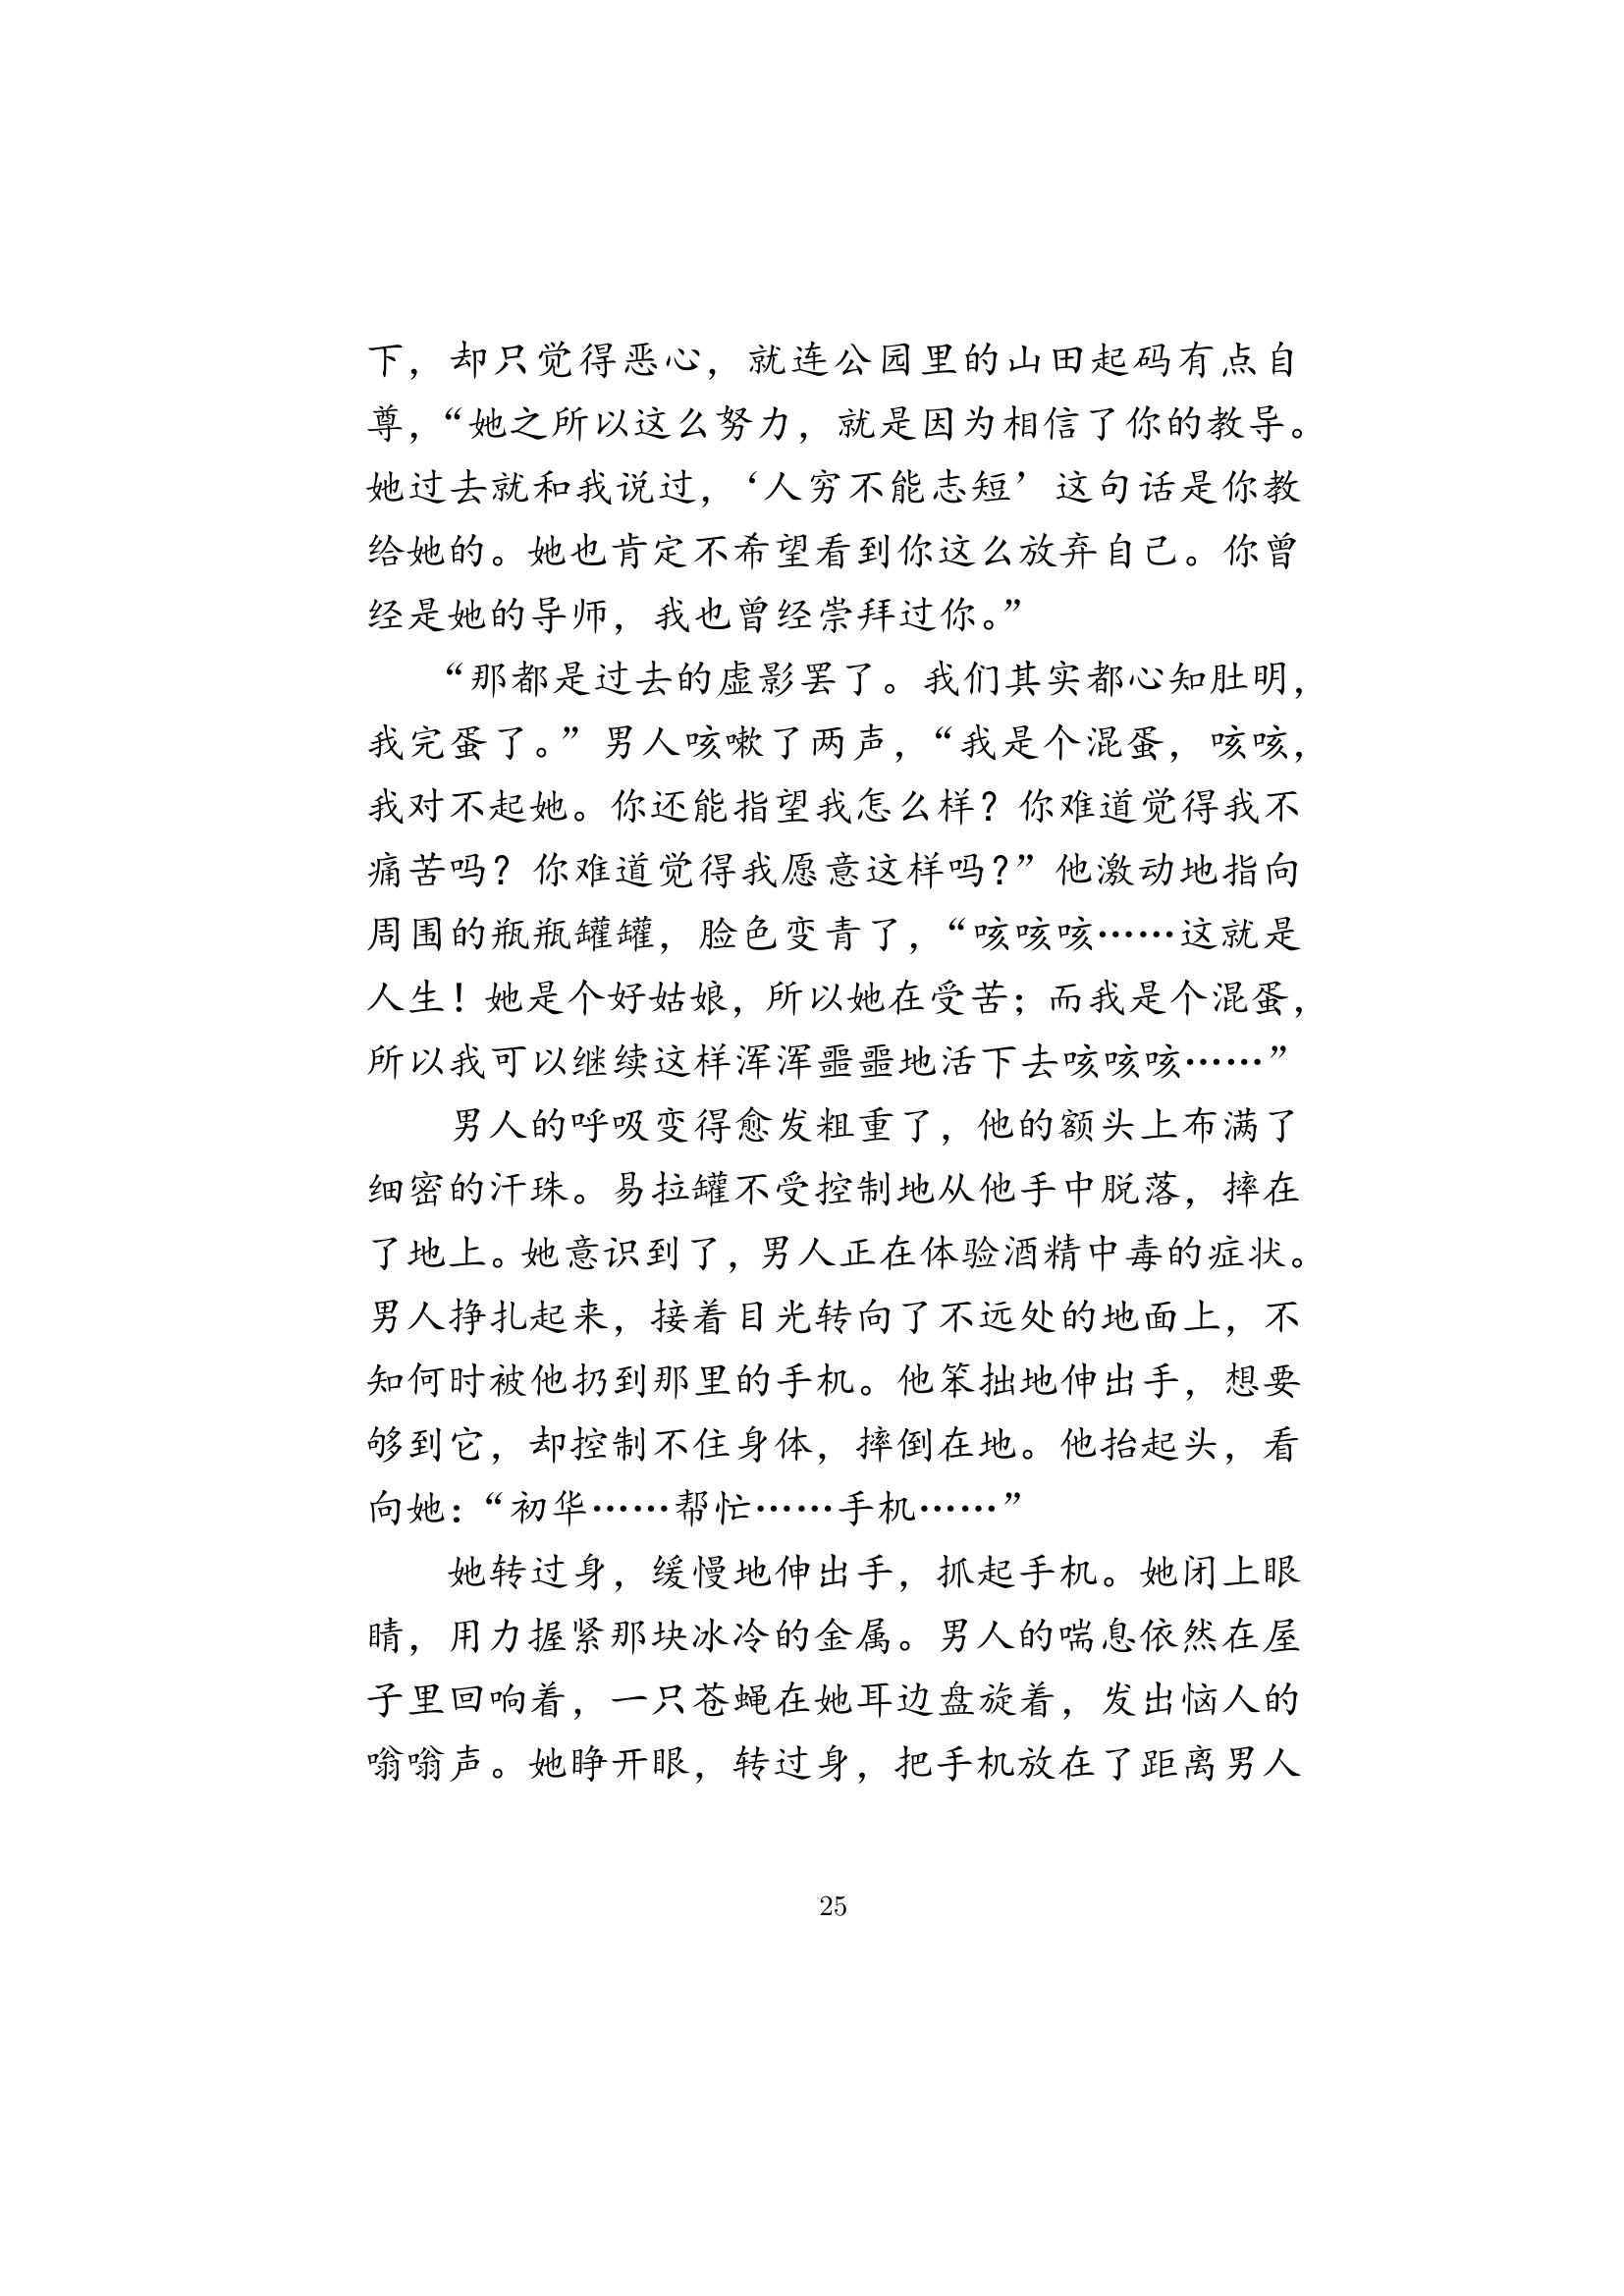 下，却只觉得恶心，就连公园里的山田起码有点自
尊，“她之所以这么努力，就是因为相信了你的教导。
她过去就和我说过，‘人穷不能志短’这句话是你教
给她的。她也肯定不希望看到你这么放弃自己。你曾
经是她的导师，我也曾经崇拜过你。”
“那都是过去的虚影罢了。我们其实都心知肚明，
我完蛋了。”男人咳嗽了两声，“我是个混蛋，咳咳，
我对不起她。你还能指望我怎么样？你难道觉得我不
痛苦吗？你难道觉得我愿意这样吗？”他激动地指向
周围的瓶瓶罐罐，脸色变青了，“咳咳咳……这就是
人生！她是个好姑娘，所以她在受苦；而我是个混蛋，
所以我可以继续这样浑浑噩噩地活下去咳咳咳……”
男人的呼吸变得愈发粗重了，他的额头上布满了
细密的汗珠。易拉罐不受控制地从他手中脱落，摔在
了地上。她意识到了，男人正在体验酒精中毒的症状。
男人挣扎起来，接着目光转向了不远处的地面上，不
知何时被他扔到那里的手机。他笨拙地伸出手，想要
够到它，却控制不住身体，摔倒在地。他抬起头，看
向她：“初华……帮忙……手机……”
她转过身，缓慢地伸出手，抓起手机。她闭上眼
睛，用力握紧那块冰冷的金属。男人的喘息依然在屋
子里回响着，一只苍蝇在她耳边盘旋着，发出恼人的
嗡嗡声。她睁开眼，转过身，把手机放在了距离男人
25